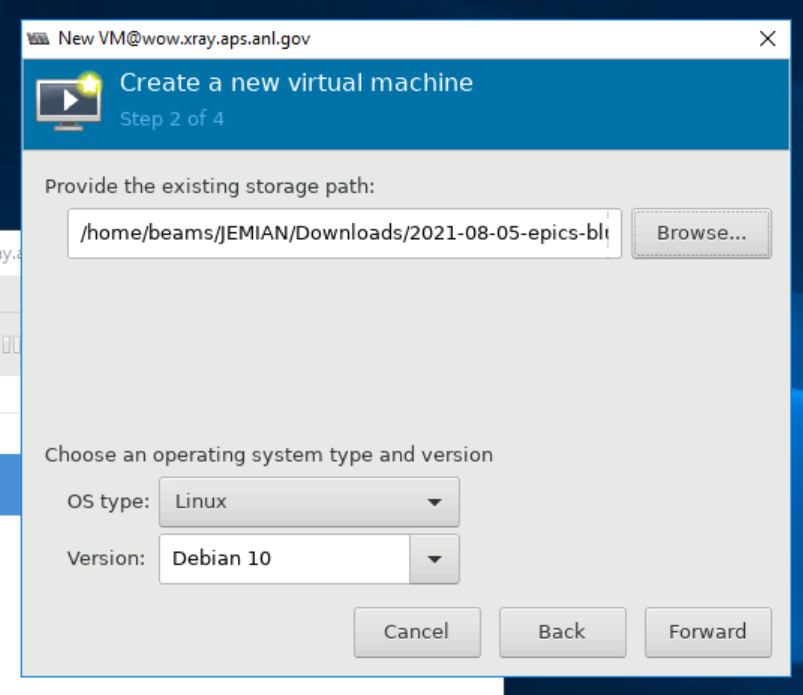 New VM@wow.xray.aps.anl.gov
Create a new virtual machine
Step 2 of 4
Provide the existing storage path:
/home/beams/JEMIAN/Downloads/2021-08-05-epics-blu
Browse...
Choose an operating system type and version
OS type: Linux
Version: Debian 10
Cancel Back Forward